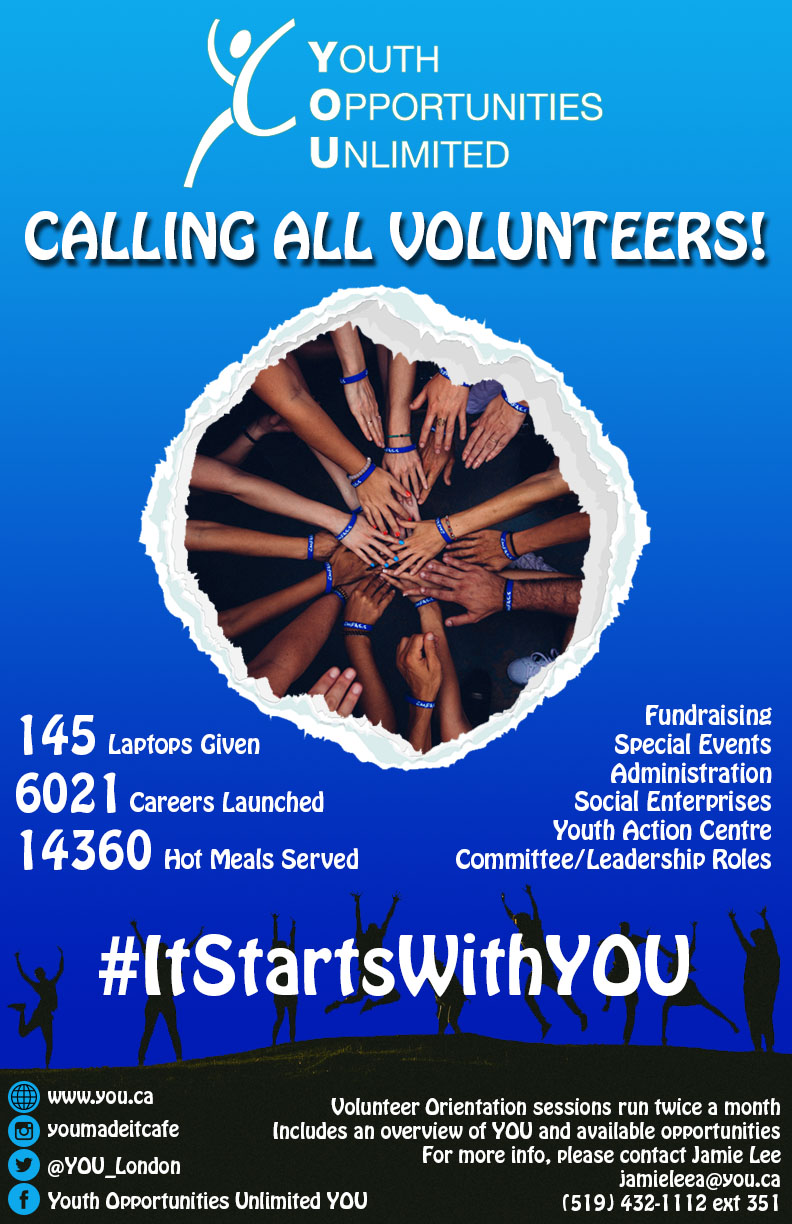 YOUTH
OPPORTUNITIES
UNLIMITED
CALLING ALL VOLUNTEERS!
145 Laptops Given
6021 Careers Launched
14360 Hot Meals Served
Fundraising
Special Events
Administration
Social Enterprises
Youth Action Centre
Committee/Leadership Roles
#ItStartsWithYOU
www.you.ca
youmadeitcafe
@YOU_London
Youth Opportunities Unlimited YOU
Volunteer Orientation sessions run twice a month
Includes an overview of YOU and available opportunities
For more info, please contact Jamie Lee
jamieleea@you.ca
(519) 432-1112 ext 351